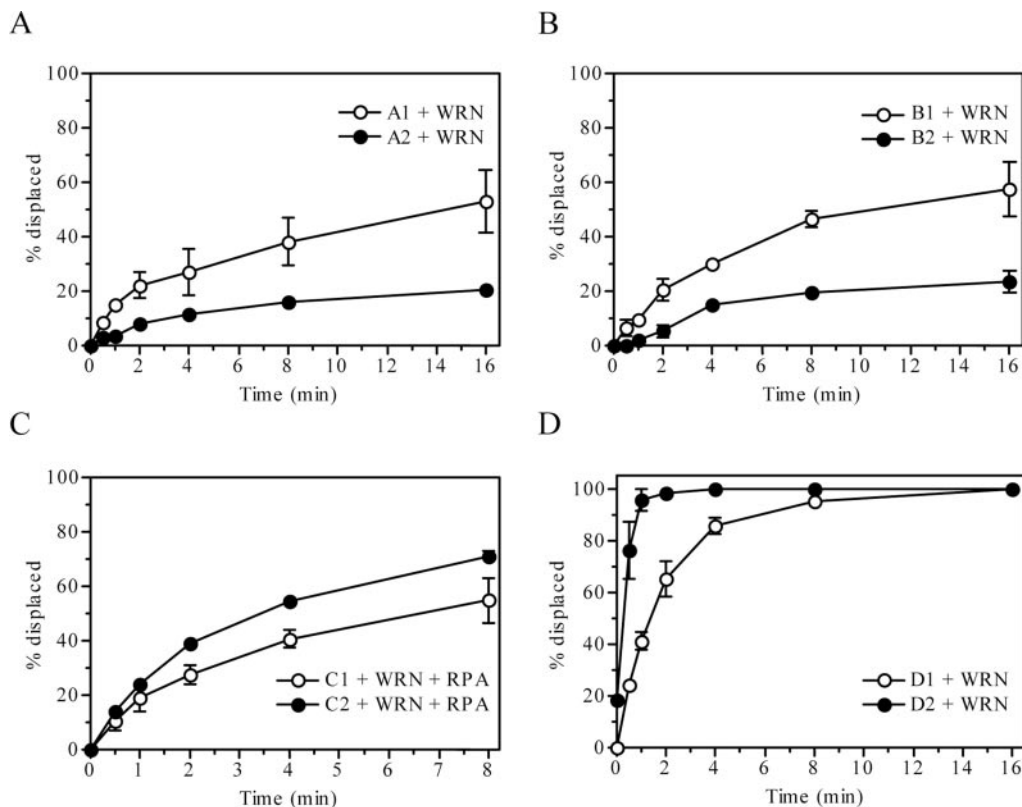 A
% displaced
100
80
60
40
20
0
A1 + WRN
A2 + WRN
0 2 4 6 8 10 12 14 16
Time (min)
B
% displaced
100
80
60
40
20
0
B1 + WRN
B2 + WRN
0 2 4 6 8 10 12 14 16
Time (min)
C
% displaced
100
80
60
40
20
0
C1 + WRN + RPA
C2 + WRN + RPA
0 1 2 3 4 5 6 7 8
Time (min)
D
% displaced
100
80
60
40
20
0
D1 + WRN
D2 + WRN
0 2 4 6 8 10 12 14 16
Time (min)